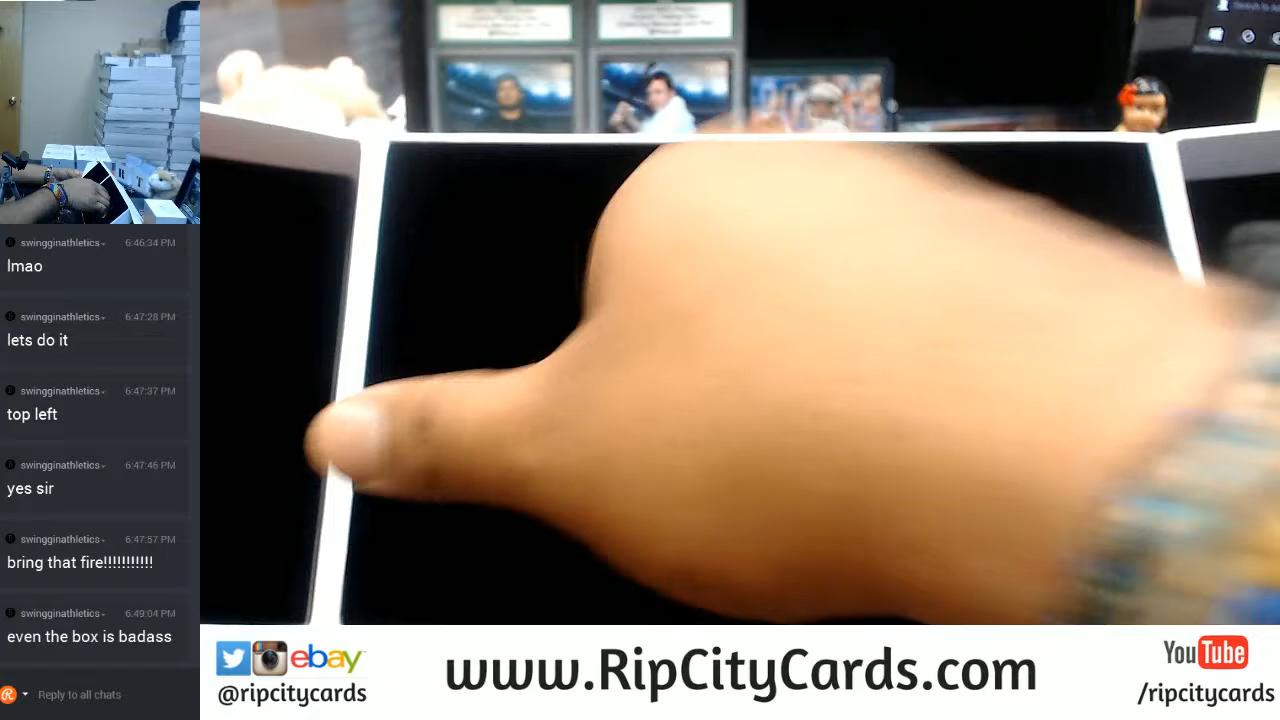 swingginathletics 6:46:34 PM
lmao
swingginathletics 6:47:28 PM
lets do it
swingginathletics 6:47:37 PM
top left
swingginathletics 6:47:46 PM
yes sir
swingginathletics 6:47:57 PM
bring that fire!!!!!!!!!!!
swingginathletics 6:49:04 PM
even the box is badass
Reply to all chats
ebay
@ripcitycards
www.RipCityCards.com
YouTube
/ripcitycards